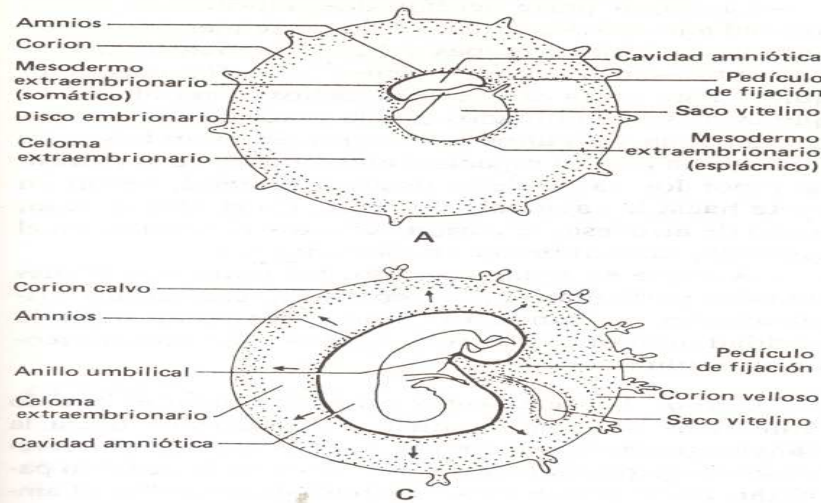 Amnios
Corion
Mesodermo
extraembrionario
(somático)
Disco embrionario
Celoma
extraembrionario
Cavidad amniótica
Pedículo
de fijación
Saco vitelino
Mesodermo
extraembrionario
(esplácnico)
A
Corion calvo
Amnios
Anillo umbilical
Celoma
extraembrionario
Cavidad amniótica
Pedículo
de fijación
Corion velloso
Saco vitelino
C